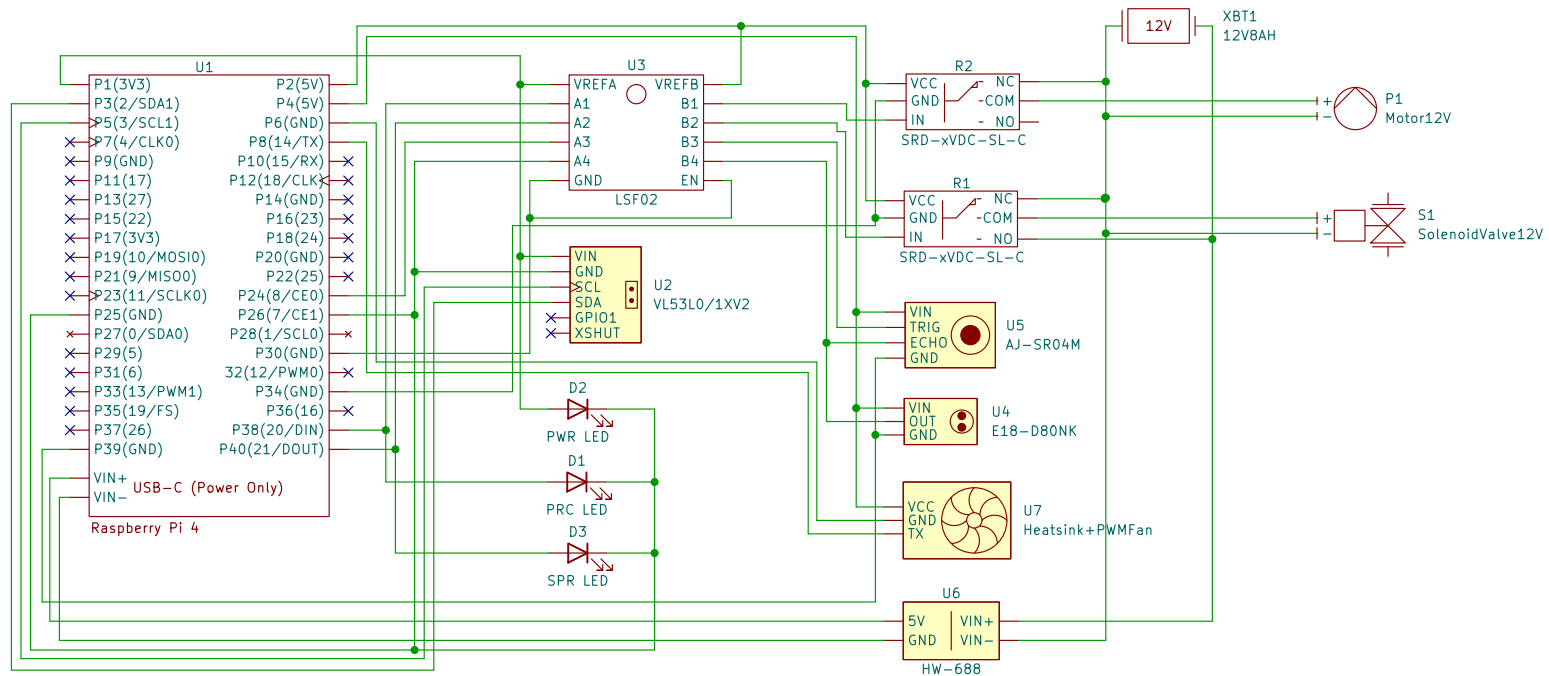 XBT1
12V
12V8AH
U1
P1(3V3)
P3(2/SDA1)
P5(3/SCL1)
P7(4/CLK0)
P9(GND)
P11(17)
P13(27)
P15(22)
P17(3V3)
P19(10/MOSI0)
P21(9/MISO0)
P23(11/SCLK0)
P25(GND)
P27(0/SDA0)
P29(5)
P31(6)
P33(13/PWM1)
P35(19/FS)
P37(26)
P39(GND)
VIN+
VIN-
P2(5V)
P4(5V)
P6(GND)
P8(14/TX)
P10(15/RX)
P12(18/CLK)
P14(GND)
P16(23)
P18(24)
P20(GND)
P22(25)
P24(8/CE0)
P26(7/CE1)
P28(1/SCL0)
P30(GND)
32(12/PWM0)
P34(GND)
P36(16)
P38(20/DIN)
P40(21/DOUT)
USB-C (Power Only)
Raspberry Pi 4
U3
VREFA
A1
A2
A3
A4
GND
VREFB
B1
B2
B3
B4
EN
LSF02
VIN
GND
SCL
SDA
GPIO1
XSHUT
U2
VL53L0/1XV2
D2
PWR LED
D1
PRC LED
D3
SPR LED
R2
VCC
GND
IN
NC
COM
NO
SRD-xVDC-SL-C
R1
VCC
GND
IN
NC
COM
NO
SRD-xVDC-SL-C
+
-
P1
Motor12V
+
-
S1
SolenoidValve12V
VIN
TRIG
ECHO
GND
U5
AJ-SR04M
VIN
OUT
GND
U4
E18-D80NK
VCC
GND
TX
U7
Heatsink+PWMFan
U6
5V
GND
VIN+
VIN-
HW-688